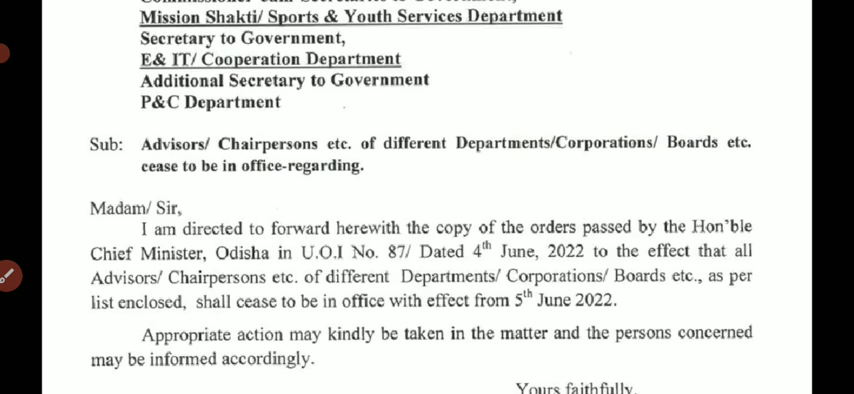 Mission Shakti/ Sports & Youth Services Department
Secretary to Government,
E& IT/ Cooperation Department
Additional Secretary to Government
P&C Department
Sub: Advisors/ Chairpersons etc. of different Departments/Corporations/ Boards etc.
cease to be in office-regarding.
Madam/ Sir,
I am directed to forward herewith the copy of the orders passed by the Hon'ble
Chief Minister, Odisha in U.O.I No. 87/ Dated 4th June, 2022 to the effect that all
Advisors/ Chairpersons etc. of different Departments/ Corporations/ Boards etc., as per
list enclosed, shall cease to be in office with effect from 5th June 2022.
Appropriate action may kindly be taken in the matter and the persons concerned
may be informed accordingly.
Yours faithfully,